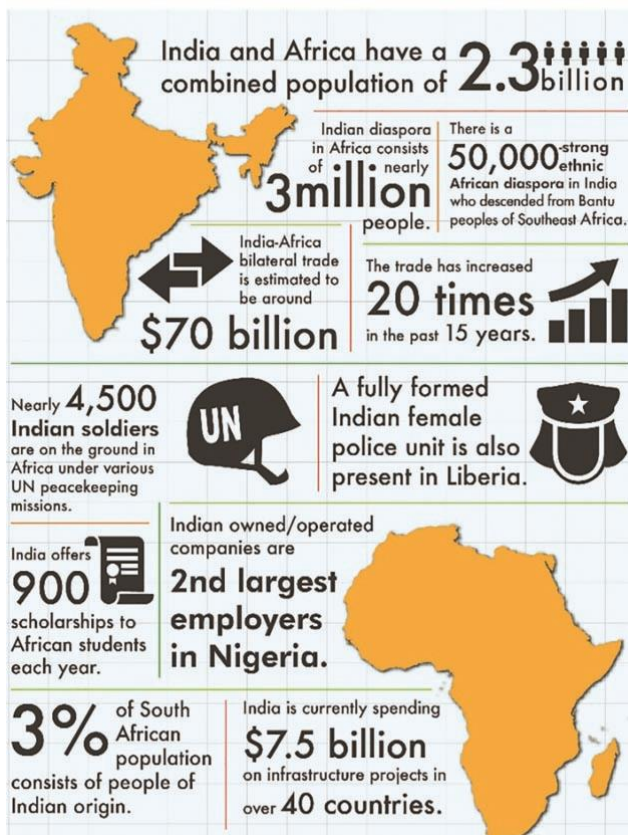 India and Africa have a
combined population of 2.3 billion
Indian diaspora
in Africa consists
of nearly
3million
people.
There is a
50,000-strong
ethnic
African diaspora in India
who descended from Bantu
peoples of Southeast Africa.
India-Africa
bilateral trade
is estimated to
be around
$70 billion
The trade has increased
20 times
in the past 15 years.
Nearly 4,500
Indian soldiers
are on the ground in
Africa under various
UN peacekeeping
missions.
UN
A fully formed
Indian female
police unit is also
present in Liberia.
India offers
900
scholarships to
African students
each year.
Indian owned/operated
companies are
2nd largest
employers
in Nigeria.
3% of South
African
population
consists of people of
Indian origin.
India is currently spending
$7.5 billion
on infrastructure projects in
over 40 countries.